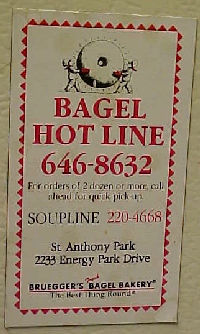 BAGEL
HOT LINE
646-8632
For orders of 2 dozen or more, call
ahead for quick pick-up.
SOUPLINE 220-4668
St. Anthony Park
2233 Energy Park Drive
BRUEGGER'S BAGEL BAKERY®
The Best Thing Round